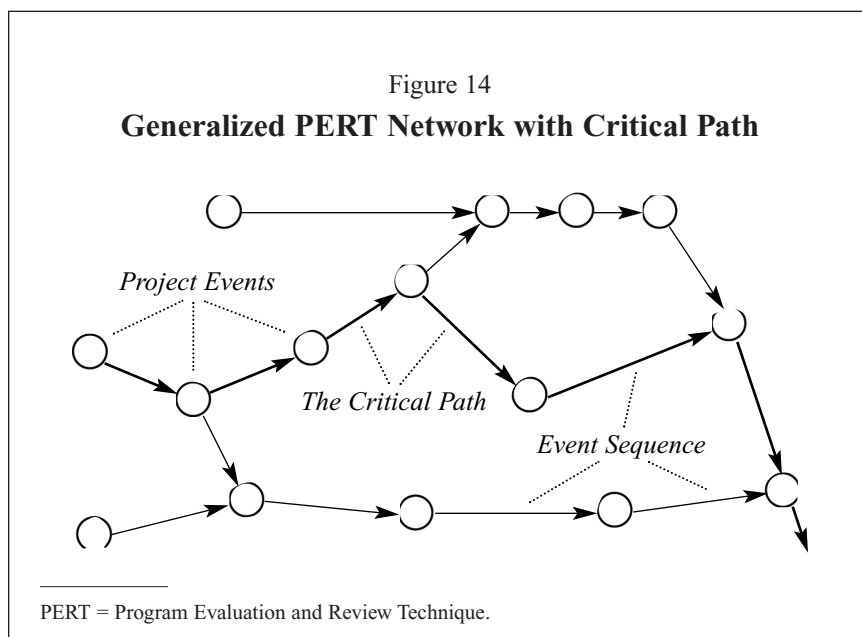 Figure 14
Generalized PERT Network with Critical Path
Project Events
The Critical Path
Event Sequence
PERT = Program Evaluation and Review Technique.